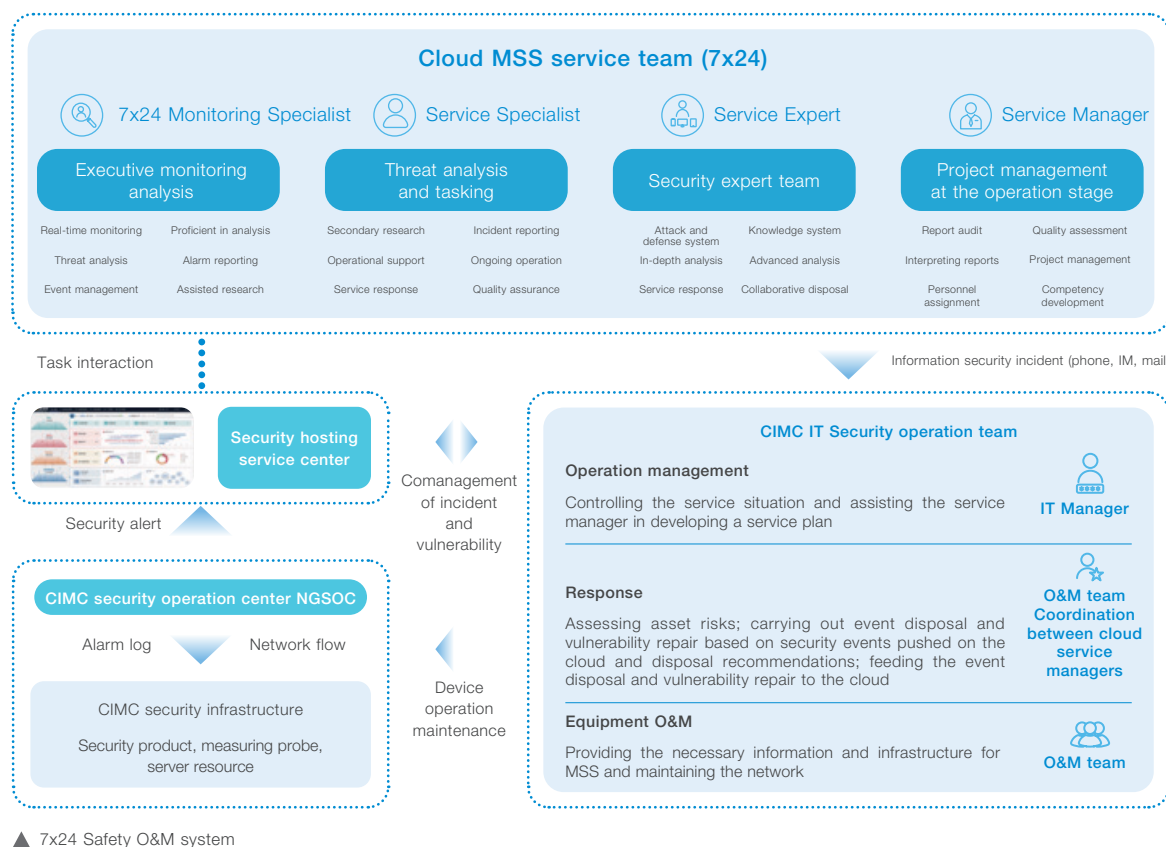 Cloud MSS service team (7x24)
7x24 Monitoring Specialist
Service Specialist
Service Expert
Service Manager
Executive monitoring
analysis
Threat analysis
and tasking
Security expert team
Project management
at the operation stage
Real-time monitoring
Proficient in analysis
Threat analysis
Alarm reporting
Event management
Assisted research
Secondary research
Incident reporting
Operational support
Ongoing operation
Service response
Quality assurance
Attack and
defense system
Knowledge system
In-depth analysis
Advanced analysis
Service response
Collaborative disposal
Report audit
Quality assessment
Interpreting reports
Project management
Personnel
assignment
Competency
development
Task interaction
Information security incident (phone, IM, mail
Security hosting
service center
Security alert
Comanagement
of incident
and
vulnerability
CIMC security operation center NGSOC
Alarm log
Network flow
CIMC security infrastructure
Security product, measuring probe,
server resource
Device
operation
maintenance
CIMC IT Security operation team
Operation management
Controlling the service situation and assisting the service
manager in developing a service plan
IT Manager
Response
Assessing asset risks; carrying out event disposal and
vulnerability repair based on security events pushed on the
cloud and disposal recommendations; feeding the event
disposal and vulnerability repair to the cloud
O&M team
Coordination
between cloud
service
managers
Equipment O&M
Providing the necessary information and infrastructure for
MSS and maintaining the network
O&M team
7x24 Safety O&M system